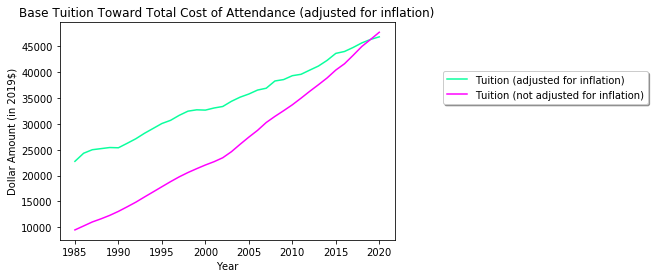 Base Tuition Toward Total Cost of Attendance (adjusted for inflation)
Dollar Amount (in 2019$)
45000
40000
35000
30000
25000
20000
15000
10000
1985 1990 1995 2000 2005 2010 2015 2020
Year
Tuition (adjusted for inflation)
Tuition (not adjusted for inflation)